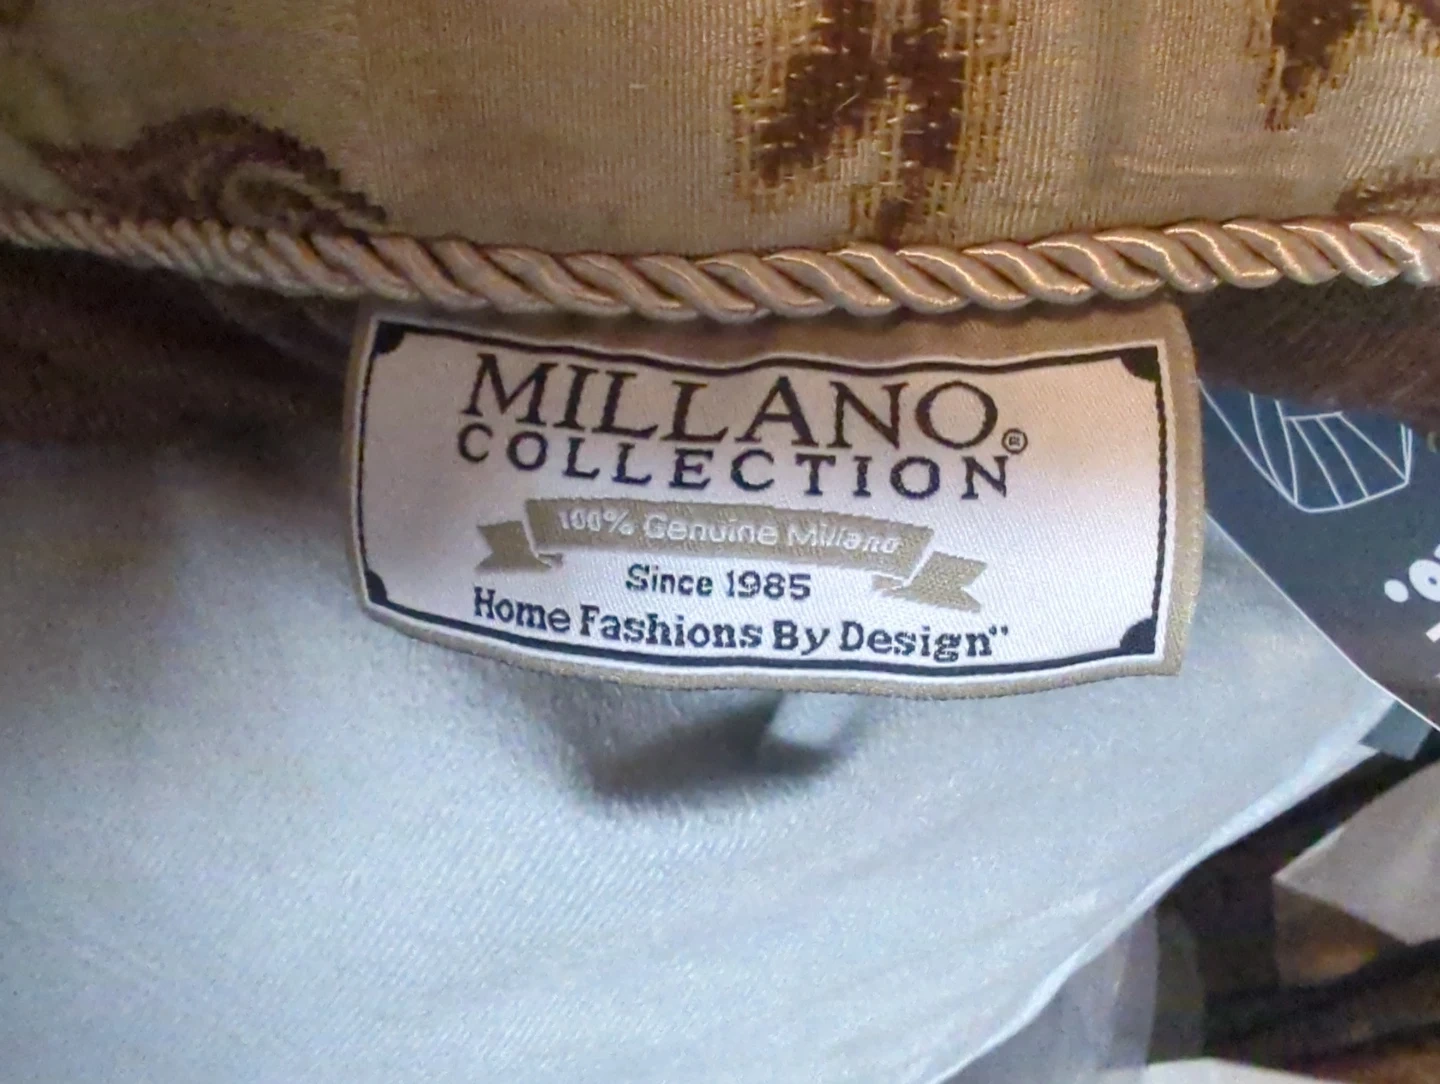 MILLANO®
COLLECTION
100% Genuine Millano
Since 1985
Home Fashions By Design"